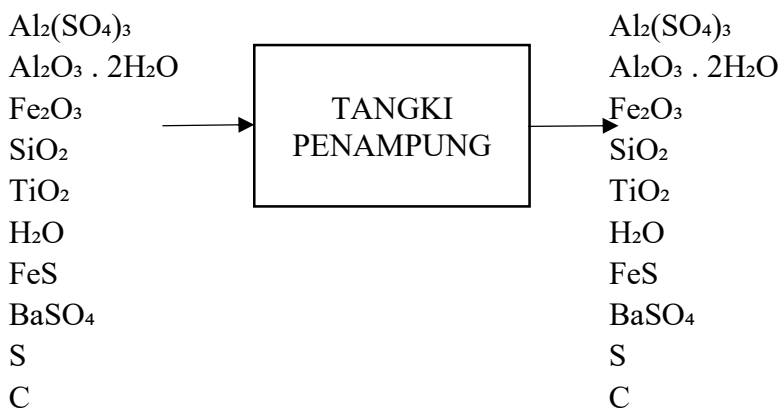 Al₂(SO₄)₃
Al₂O₃ . 2H₂O
Fe₂O₃
SiO₂
TiO₂
H₂O
FeS
BaSO₄
S
C
TANGKI
PENAMPUNG
Al₂(SO₄)₃
Al₂O₃ . 2H₂O
Fe₂O₃
SiO₂
TiO₂
H₂O
FeS
BaSO₄
S
C